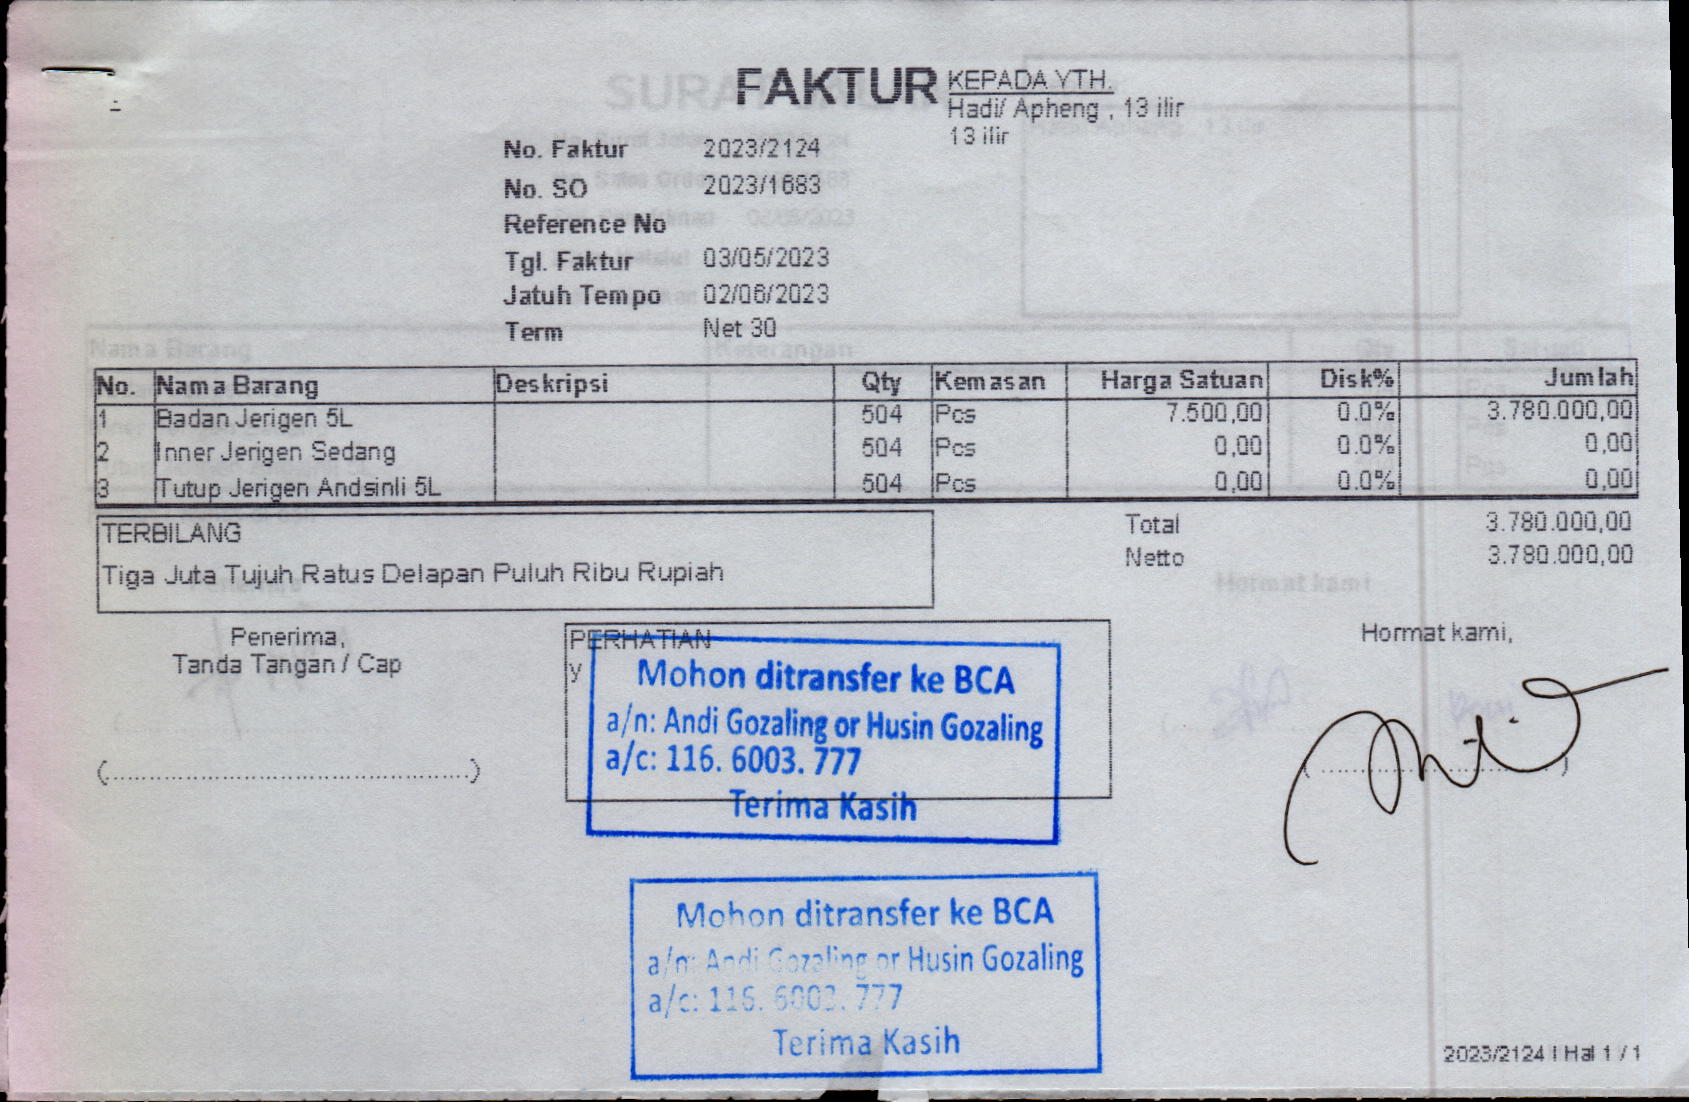 FAKTUR
KEPADA YTH.
Hadi/ Apheng , 13 ilir
13 ilir
No. Faktur 2023/2124
No. SO 2023/1683
Reference No
Tgl. Faktur 03/05/2023
Jatuh Tempo 02/06/2023
Term Net 30
No. Nama Barang Deskripsi Qty Kemasan Harga Satuan Disk% Jumlah
1 Badan Jerigen 5L 504 Pcs 7.500,00 0.0% 3.780.000,00
2 Inner Jerigen Sedang 504 Pcs 0,00 0.0% 0,00
3 Tutup Jerigen Andsinli 5L 504 Pcs 0,00 0.0% 0,00
TERBILANG
Tiga Juta Tujuh Ratus Delapan Puluh Ribu Rupiah
Total 3.780.000,00
Netto 3.780.000,00
Penerima,
Tanda Tangan / Cap
(..............................................)
PERHATIAN
y
Mohon ditransfer ke BCA
a/n: Andi Gozaling or Husin Gozaling
a/c: 116. 6003. 777
Terima Kasih
Hormat kami,
Mohon ditransfer ke BCA
a/n: Andi Gozaling or Husin Gozaling
a/c: 116. 6003. 777
Terima Kasih
2023/2124 | Hal 1 / 1